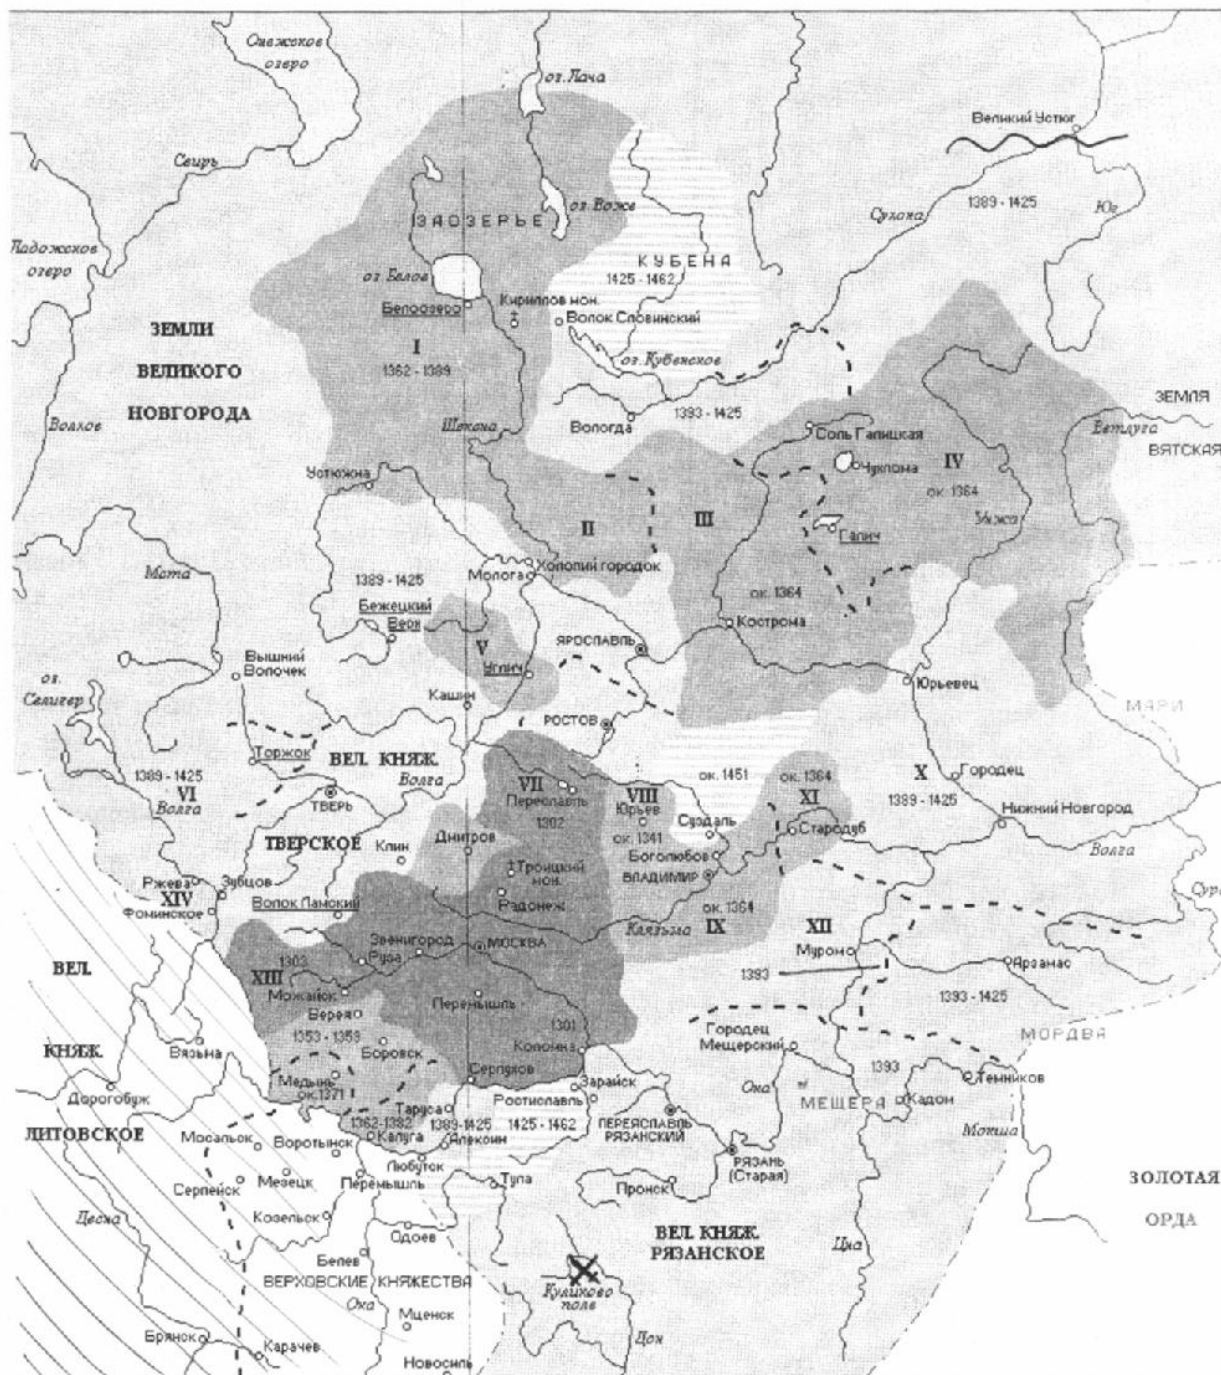 Онежское
озеро
оз. Лача
Великий Устюг
Свирь
1389 - 1425
Юг
Сухона
оз. Воже
ЗАОЗЕРЬЕ
КУБЕНА
1425 - 1462
Ладожское
озеро
оз. Белое
Белоозеро
Кириллов мон.
Волок Словинский
I
1362 - 1389
оз. Кубенское
ЗЕМЛИ
ВЕЛИКОГО
НОВГОРОДА
Волхов
Шексна
1393 - 1425
Вологда
ЗЕМЛЯ
ВЯТСКАЯ
Ветлуга
Соль Галицкая
Чухлома
IV
ок. 1364
Унжа
Галич
Устюжна
II
III
Холопий городок
Молога
ок. 1364
Кострома
Мста
1389 - 1425
Бежецкий
Верх
V
Углич
ЯРОСЛАВЛЬ
Юрьевец
Вышний
Волочек
оз.
Селигер
Кашин
РОСТОВ
МАРИ
Торжок
ВЕЛ. КНЯЖ.
Волга
1389 - 1425
VI
Волга
ТВЕРЬ
ТВЕРСКОЕ
VII
Переславль
1302
VIII
Юрьев
ок. 1341
ок. 1451
ок. 1364
XI
X
1389 - 1425
Городец
Нижний Новгород
Волга
Суздаль
Стародуб
Боголюбов
ВЛАДИМИР
ок. 1364
IX
Клязьма
Дмитров
Клин
Троицкий
мон.
Радонеж
Ржева
Зубцов
XIV
Фоминское
Волок Ламский
Звенигород
Руза
МОСКВА
XII
Муром
1393
Арзамас
1393 - 1425
Сура
1303
XIII
Можайск
Верея
1353 - 1359
Боровск
Перемышль
1301
Коломна
ВЕЛ.
КНЯЖ.
ЛИТОВСКОЕ
Вязьма
Дорогобуж
Медынь
ок. 1371
Серпухов
Городец
Мещерский
МОРДВА
1393
Темников
Кадом
МЕЩЕРА
Ока
Мокша
Зарайск
Ростиславль
Таруса
1362-1382
1389-1425
1425 - 1462
Калуга
Алексин
ПЕРЕЯСЛАВЛЬ
РЯЗАНСКИЙ
Мосальск
Воротынск
Любутск
Серпейск
Мезецк
Перемышль
Тула
Пронск
РЯЗАНЬ
(Старая)
ЗОЛОТАЯ
ОРДА
Козельск
Десна
Одоев
Белев
ВЕРХОВСКИЕ КНЯЖЕСТВА
ВЕЛ. КНЯЖ.
РЯЗАНСКОЕ
Цна
Куликово
поле
Ока
Мценск
Дон
Брянск
Карачев
Новосиль